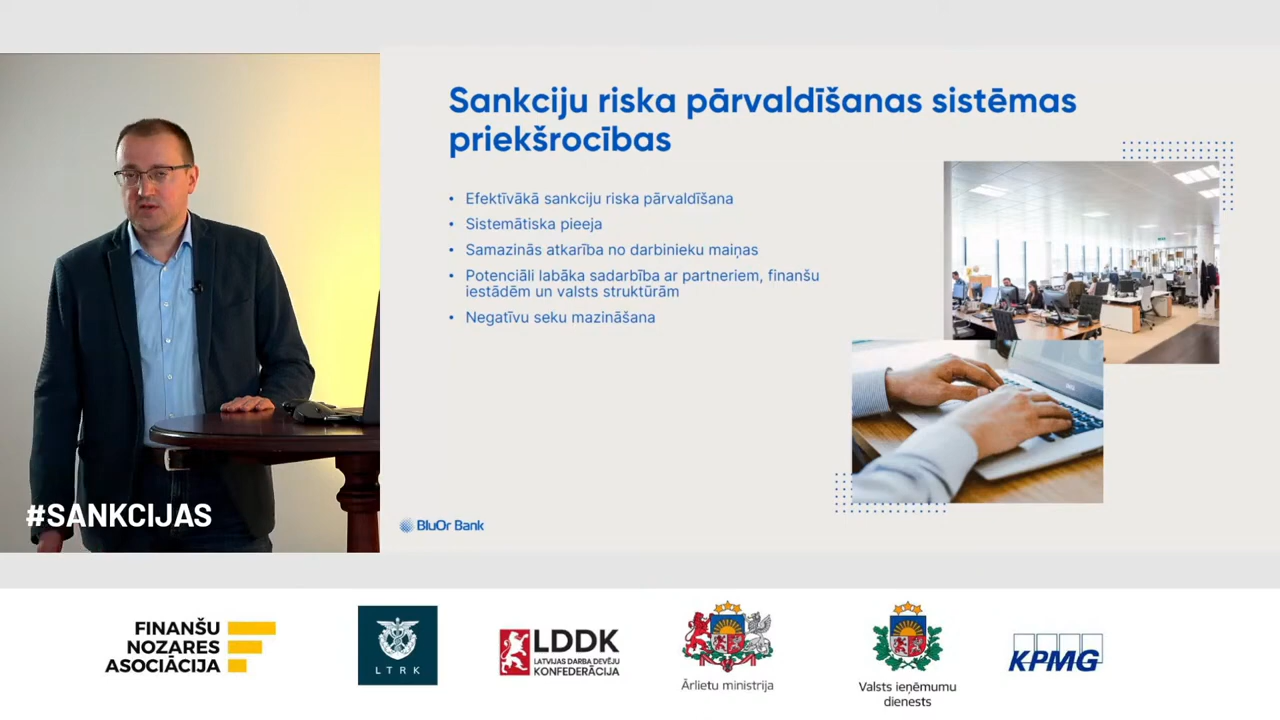 Sankciju riska pārvaldīšanas sistēmas
priekšrocības
• Efektīvākā sankciju riska pārvaldīšana
• Sistemātiska pieeja
• Samazinās atkarība no darbinieku maiņas
• Potenciāli labāka sadarbība ar partneriem, finanšu
iestādēm un valsts struktūrām
• Negatīvu seku mazināšana
#SANKCIJAS
BluOr Bank
FINANŠU
NOZARES
ASOCIĀCIJA
LTRK
LDDK
LATVIJAS DARBA DEVĒJU
KONFEDERĀCIJA
Ārlietu ministrija
Valsts ieņēmumu
dienests
KPMG